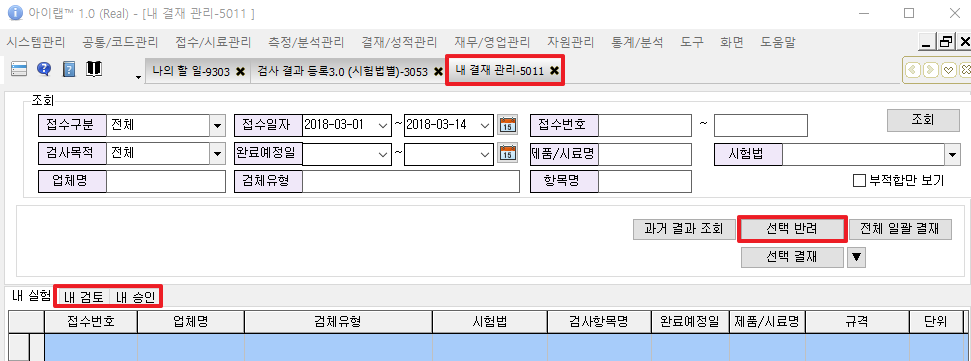 아이랩™ 1.0 (Real) - [내 결재 관리-5011 ]
시스템관리 공통/코드관리 접수/시료관리 측정/분석관리 결재/성적관리 재무/영업관리 자원관리 통계/분석 도구 화면 도움말
나의 할 일-9303 검사 결과 등록3.0 (시험법별)-3053 내 결재 관리-5011
조회
접수구분 전체 접수일자 2018-03-01 ~ 2018-03-14 15 접수번호 ~ 조회
검사목적 전체 완료예정일 ~ 15 제품/시료명 시험법
업체명 검체유형 항목명 부적합만 보기
과거 결과 조회 선택 반려 전체 일괄 결재
선택 결재 ▼
내 실험 내 검토 내 승인
접수번호 업체명 검체유형 시험법 검사항목명 완료예정일 제품/시료명 규격 단위